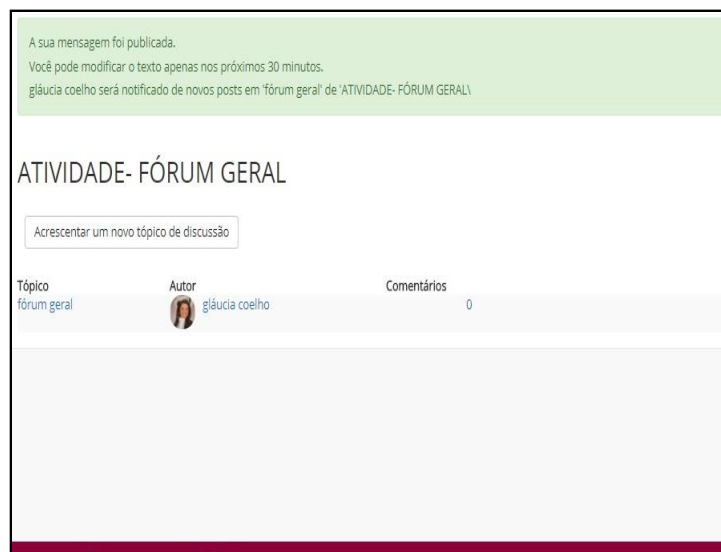 A sua mensagem foi publicada.
Você pode modificar o texto apenas nos próximos 30 minutos.
gláucia coelho será notificado de novos posts em 'fórum geral' de 'ATIVIDADE- FÓRUM GERAL\
ATIVIDADE- FÓRUM GERAL
Acrescentar um novo tópico de discussão
Tópico Autor Comentários
fórum geral gláucia coelho 0